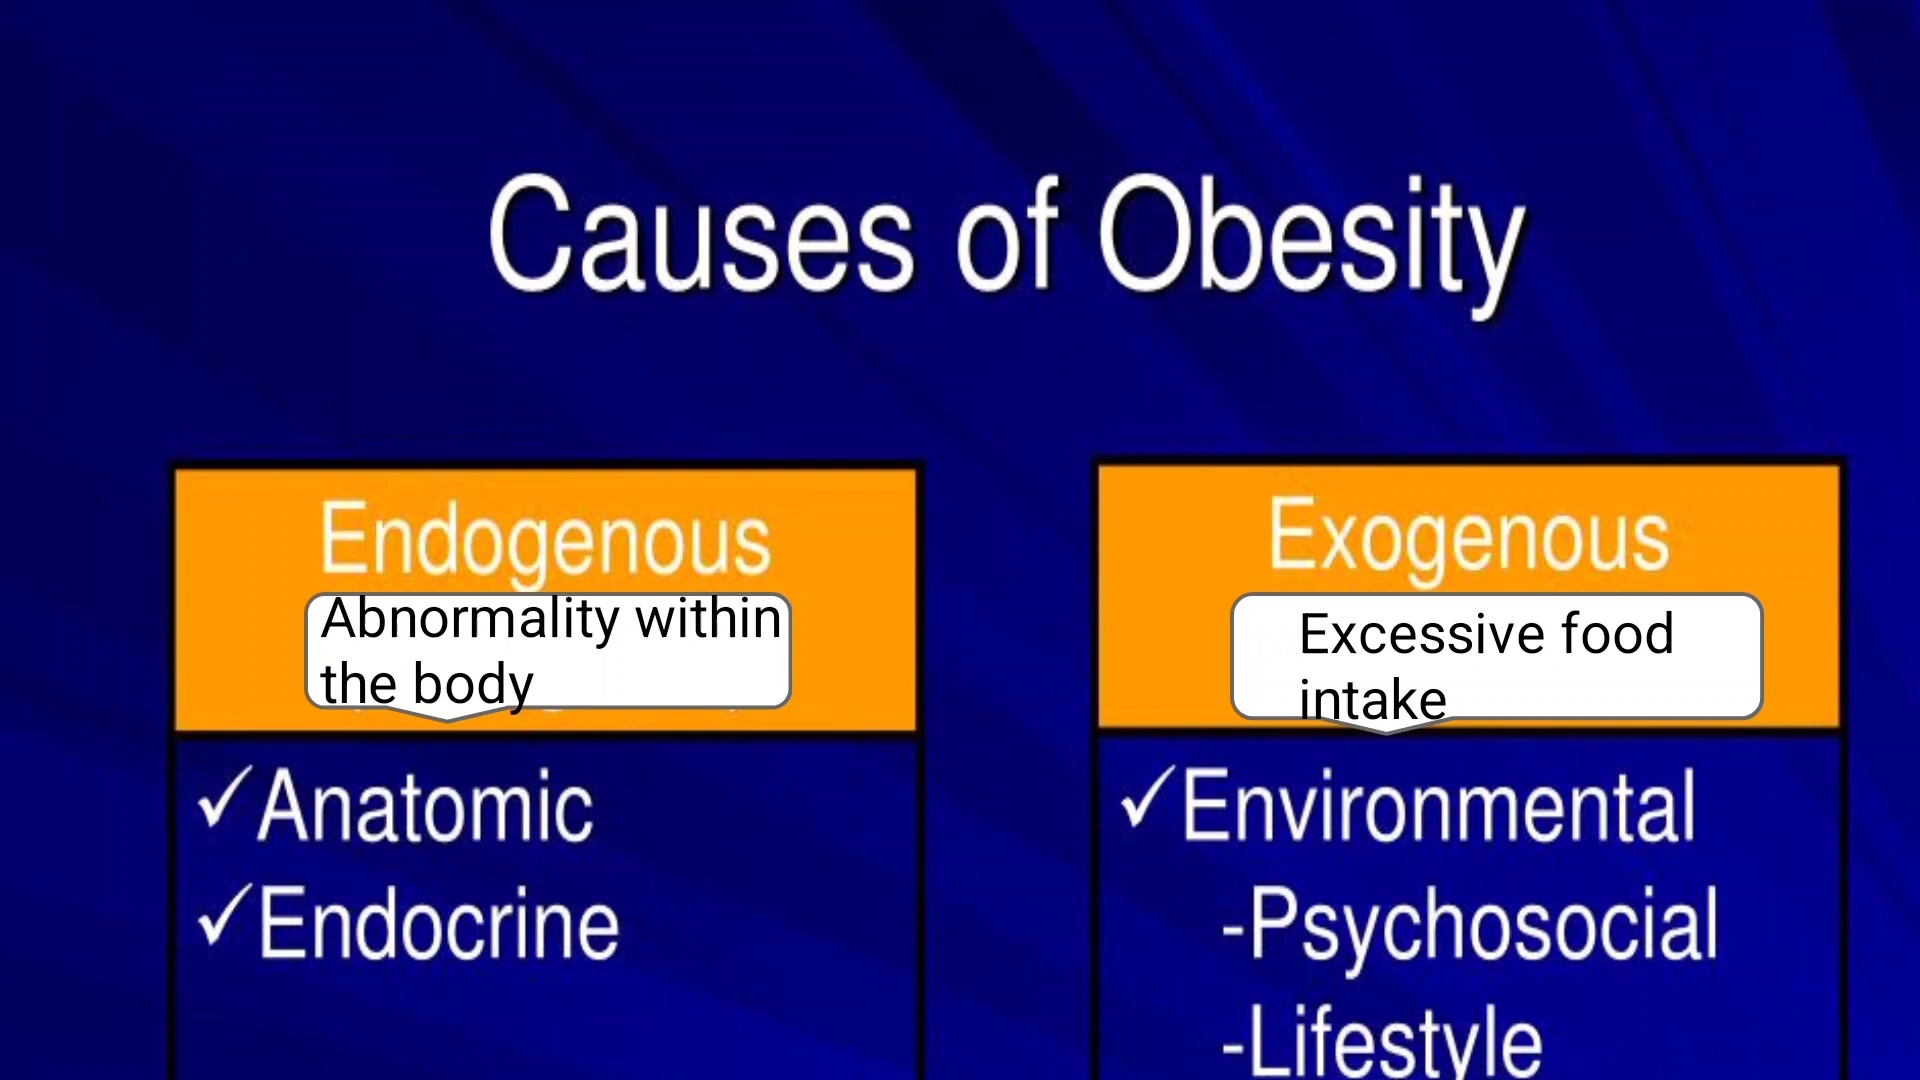 Causes of Obesity
Endogenous
Abnormality within
the body
✓Anatomic
✓Endocrine
Exogenous
Excessive food
intake
✓Environmental
-Psychosocial
-Lifestyle